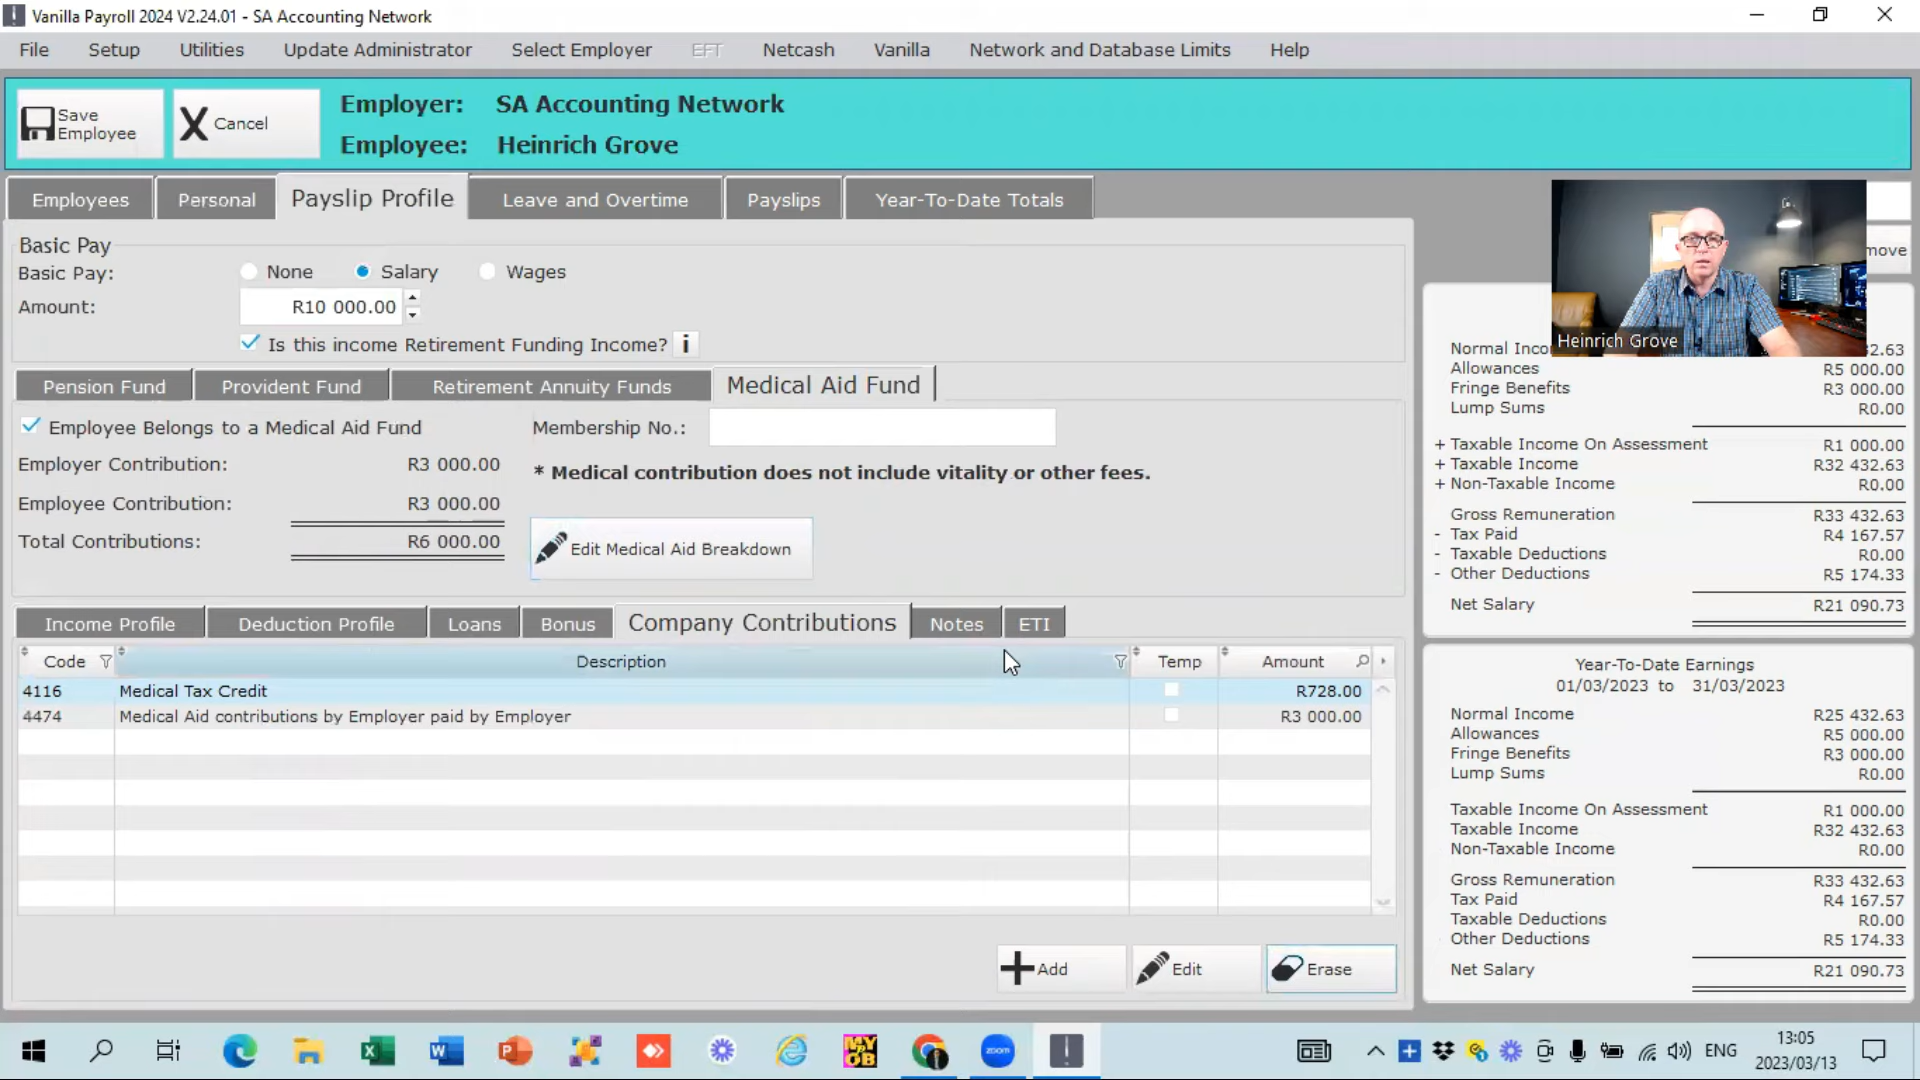 Vanilla Payroll 2024 V2.24.01 - SA Accounting Network
File Setup Utilities Update Administrator Select Employer EFT Netcash Vanilla Network and Database Limits Help
Save Employee
X Cancel
Employer: SA Accounting Network
Employee: Heinrich Grove
Employees Personal Payslip Profile Leave and Overtime Payslips Year-To-Date Totals
Basic Pay
Basic Pay: None Salary Wages
Amount: R10 000.00
Is this income Retirement Funding Income? i
Pension Fund Provident Fund Retirement Annuity Funds Medical Aid Fund
Employee Belongs to a Medical Aid Fund Membership No.:
Employer Contribution: R3 000.00 * Medical contribution does not include vitality or other fees.
Employee Contribution: R3 000.00
Total Contributions: R6 000.00 Edit Medical Aid Breakdown
Income Profile Deduction Profile Loans Bonus Company Contributions Notes ETI
Code Description Temp Amount
4116 Medical Tax Credit R728.00
4474 Medical Aid contributions by Employer paid by Employer R3 000.00
Add Edit Erase
Heinrich Grove
Allowances R5 000.00
Fringe Benefits R3 000.00
Lump Sums R0.00
+ Taxable Income On Assessment R1 000.00
+ Taxable Income R32 432.63
+ Non-Taxable Income R0.00
Gross Remuneration R33 432.63
- Tax Paid R4 167.57
- Taxable Deductions R0.00
- Other Deductions R5 174.33
Net Salary R21 090.73
Year-To-Date Earnings
01/03/2023 to 31/03/2023
Normal Income R25 432.63
Allowances R5 000.00
Fringe Benefits R3 000.00
Lump Sums R0.00
Taxable Income On Assessment R1 000.00
Taxable Income R32 432.63
Non-Taxable Income R0.00
Gross Remuneration R33 432.63
Tax Paid R4 167.57
Taxable Deductions R0.00
Other Deductions R5 174.33
Net Salary R21 090.73
zoom
MYOB
ENG
13:05
2023/03/13